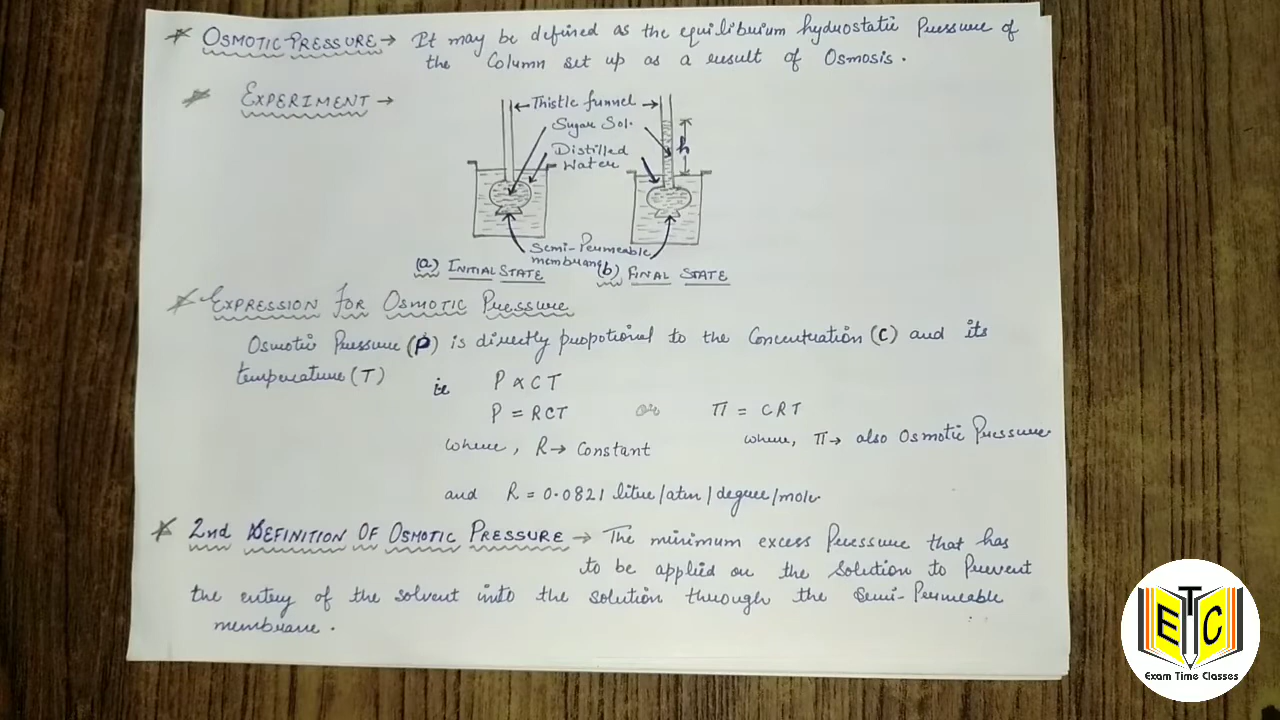 * OSMOTIC PRESSURE → It may be defined as the equilibrium hydrostatic Pressure of
the Column set up as a result of Osmosis.
* EXPERIMENT →
Thistle funnel
Sugar Sol.
h
Distilled
Water
Semi-Permeable
membrane
(a) INITIAL STATE (b) FINAL STATE
* EXPRESSION FOR OSMOTIC PRESSURE
Osmotic Pressure (P) is directly propotional to the Concentration (C) and its
temperature (T) ie P ∝ CT
P = RCT or π = CRT
where, R → Constant where, π → also Osmotic Pressure
and R = 0.0821 litre/atm/degree/mole.
* 2nd DEFINITION OF OSMOTIC PRESSURE → The minimum excess Pressure that has
to be applied on the solution to Prevent
the entry of the solvent into the solution through the Semi-Permeable
membrane.
ETC
Exam Time Classes